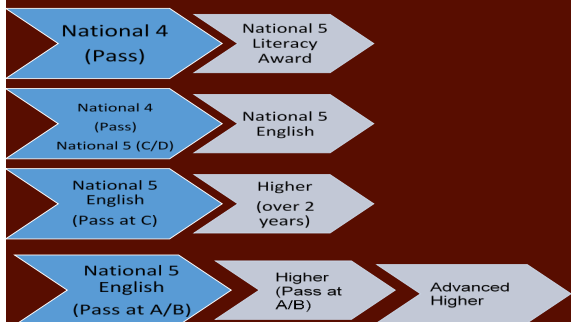 National 4
(Pass)
National 5
Literacy
Award
National 4
(Pass)
National 5 (C/D)
National 5
English
National 5
English
(Pass at C)
Higher
(over 2
years)
National 5
English
(Pass at A/B)
Higher
(Pass at
A/B)
Advanced
Higher